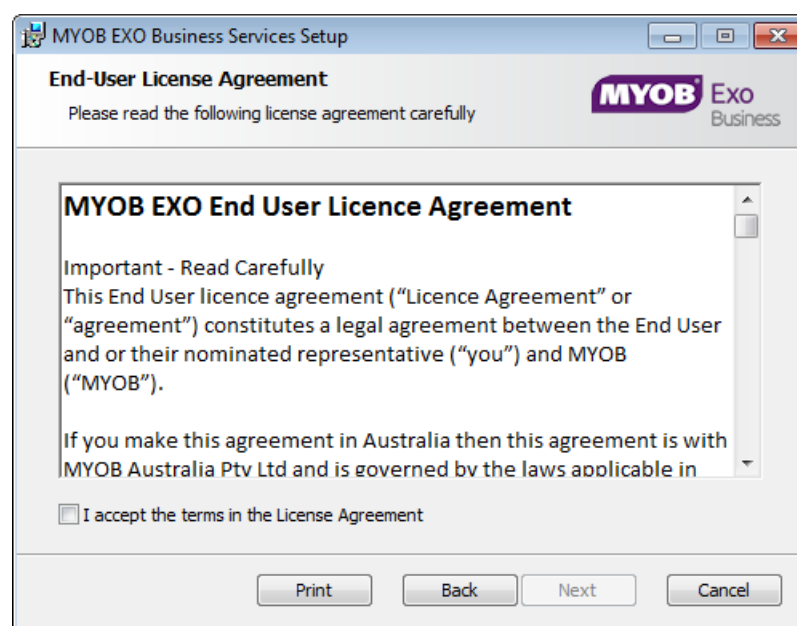 MYOB EXO Business Services Setup
End-User License Agreement
Please read the following license agreement carefully
MYOB Exo
Business
MYOB EXO End User Licence Agreement
Important - Read Carefully
This End User licence agreement (“Licence Agreement” or
“agreement”) constitutes a legal agreement between the End User
and or their nominated representative (“you”) and MYOB
(“MYOB”).
If you make this agreement in Australia then this agreement is with
MYOB Australia Pty Ltd and is governed by the laws applicable in
I accept the terms in the License Agreement
Print Back Next Cancel